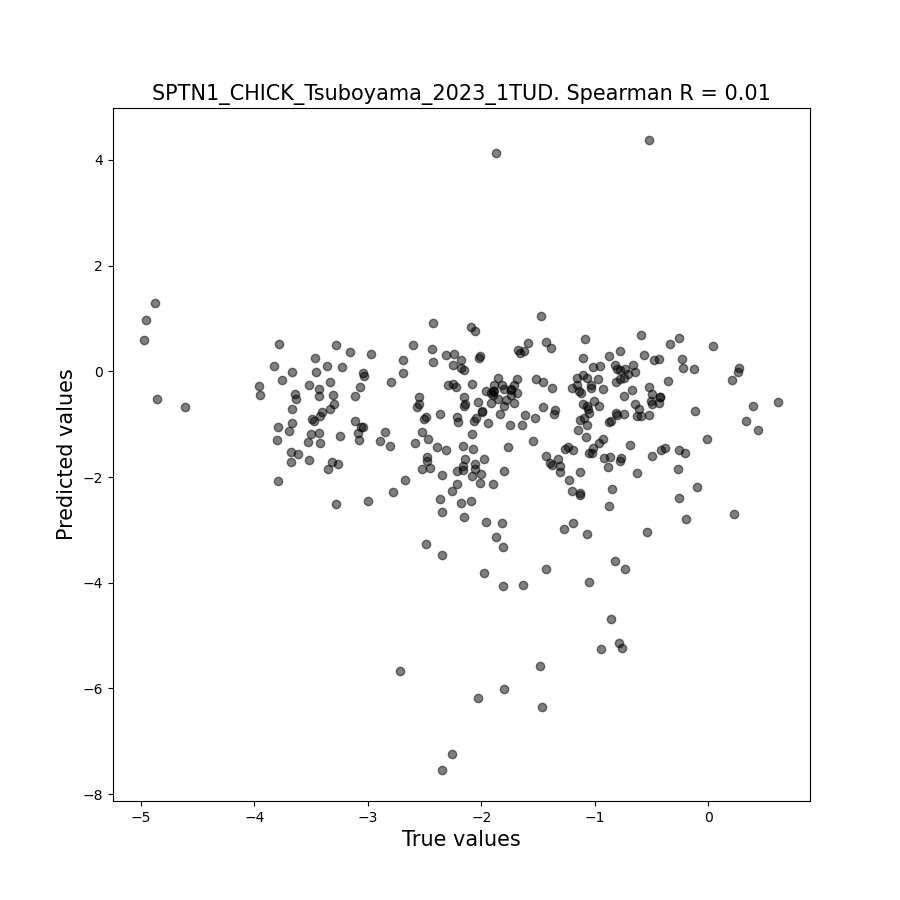 SPTN1_CHICK_Tsuboyama_2023_1TUD. Spearman R = 0.01
4
2
0
−2
−4
−6
−8
Predicted values
−5 −4 −3 −2 −1 0
True values